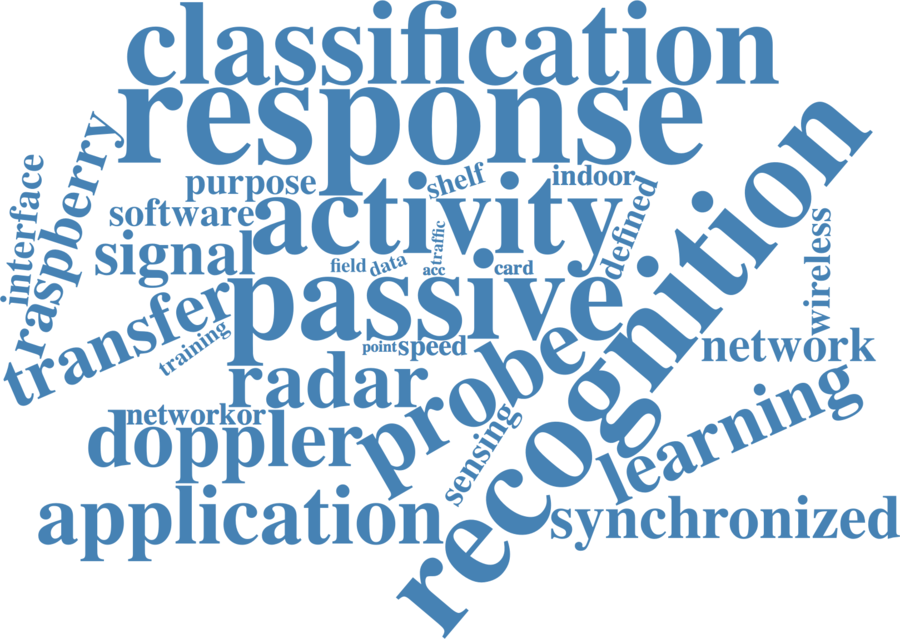 classification
response
raspberry
interface
purpose
shelf
indoor
software
activity
defined
recognition
wireless
signal
traffic
field
data
acc
card
transfer
passive
training
point
speed
probe
network
radar
learning
networkor
doppler
sensing
application
synchronized